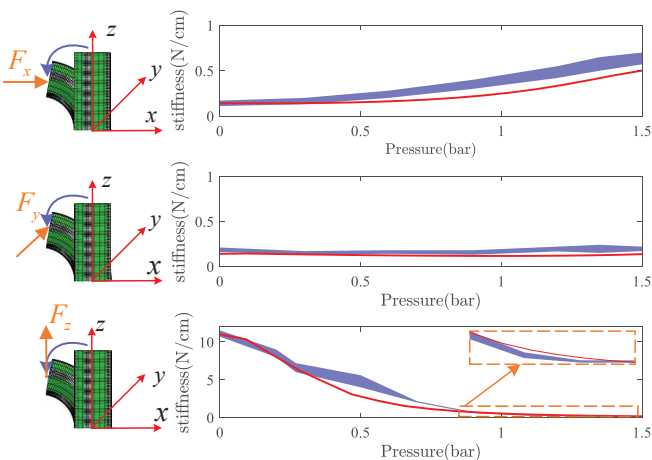 z
F_x
y
x
stiffness(N/cm)
1
0.5
0
0
0.5
1
1.5
Pressure(bar)
z
F_y
y
x
stiffness(N/cm)
1
0.5
0
0
0.5
1
1.5
Pressure(bar)
F_z
z
y
x
stiffness(N/cm)
10
5
0
0
0.5
1
1.5
Pressure(bar)